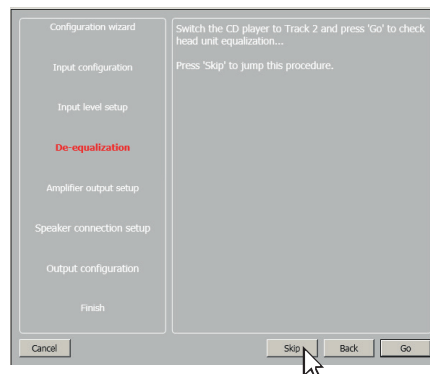 Configuration wizard
Input configuration
Input level setup
De-equalization
Amplifier output setup
Speaker connection setup
Output configuration
Finish
Switch the CD player to Track 2 and press 'Go' to check
head unit equalization...
Press 'Skip' to jump this procedure.
Cancel
Skip
Back
Go